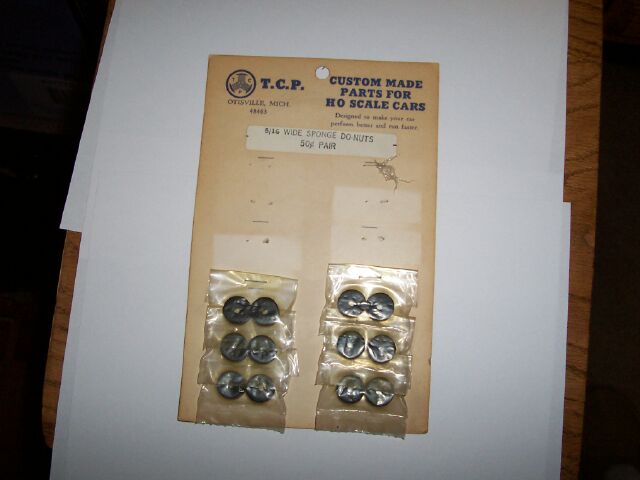 T.C.P.
OTISVILLE, MICH.
48463
CUSTOM MADE
PARTS FOR
HO SCALE CARS
Designed to make your car
perform better and run faster.
5/16 WIDE SPONGE DO-NUTS
50¢ PAIR